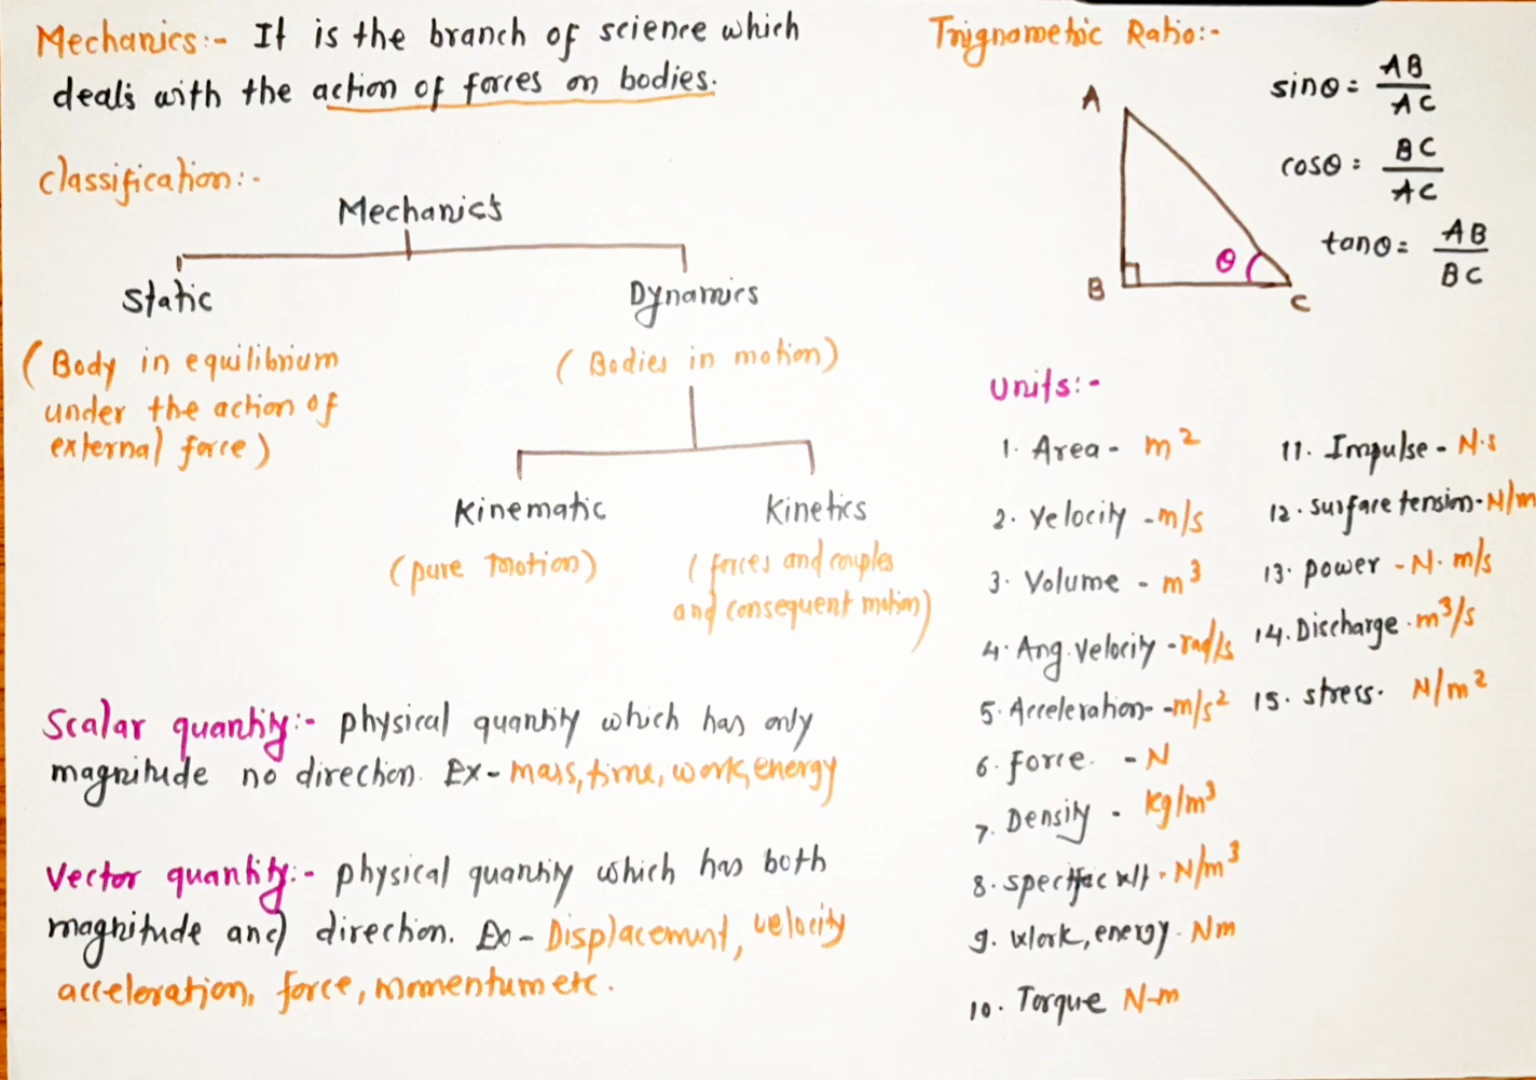 Mechanics:- It is the branch of science which
deals with the action of forces on bodies.
Classification:-
Mechanics
Static
Dynamics
(Body in equilibrium
under the action of
external force)
(Bodies in motion)
Kinematic
Kinetics
(pure motion)
(forces and couples
and consequent motion)
Scalar quantity:- physical quantity which has only
magnitude no direction. Ex- mass, time, work, energy
Vector quantity:- physical quantity which has both
magnitude and direction. Ex- Displacement, velocity
acceleration, force, momentum etc.
Trignometric Ratio:-
A
B
C
θ
sinθ = AB/AC
cosθ = BC/AC
tanθ = AB/BC
Units:-
1. Area - m²
2. Velocity - m/s
3. Volume - m³
4. Ang. velocity - rad/s
5. Acceleration - m/s²
6. force. - N
7. Density - kg/m³
8. specific wt - N/m³
9. Work, energy - Nm
10. Torque N-m
11. Impulse - N·s
12. surface tension - N/m
13. power - N·m/s
14. Discharge - m³/s
15. stress. N/m²